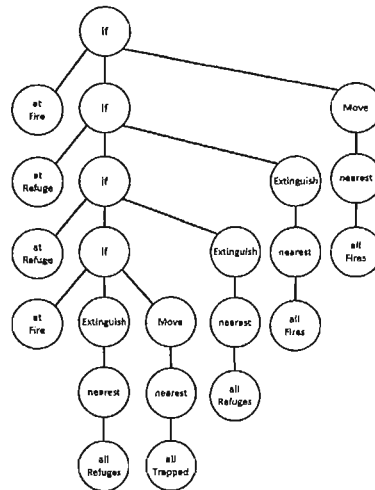 if
at
Fire
if
Move
at
Refuge
if
Extinguish
nearest
at
Refuge
if
Extinguish
nearest
all
Fires
at
Fire
Extinguish
Move
nearest
all
Fires
nearest
nearest
all
Refuges
all
Refuges
all
Trapped